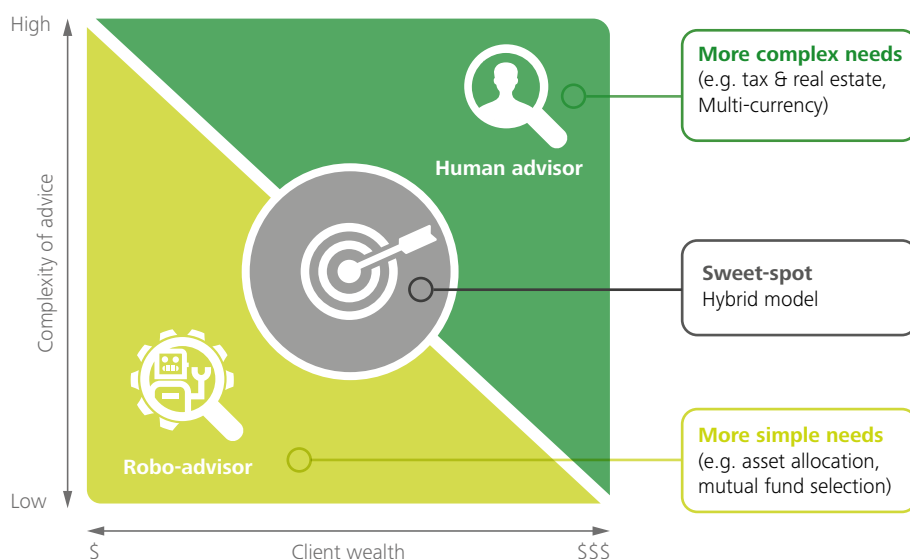 High
Complexity of advice
Low
$
Client wealth
$$$
Human advisor
Robo-advisor
More complex needs
(e.g. tax & real estate,
Multi-currency)
Sweet-spot
Hybrid model
More simple needs
(e.g. asset allocation,
mutual fund selection)